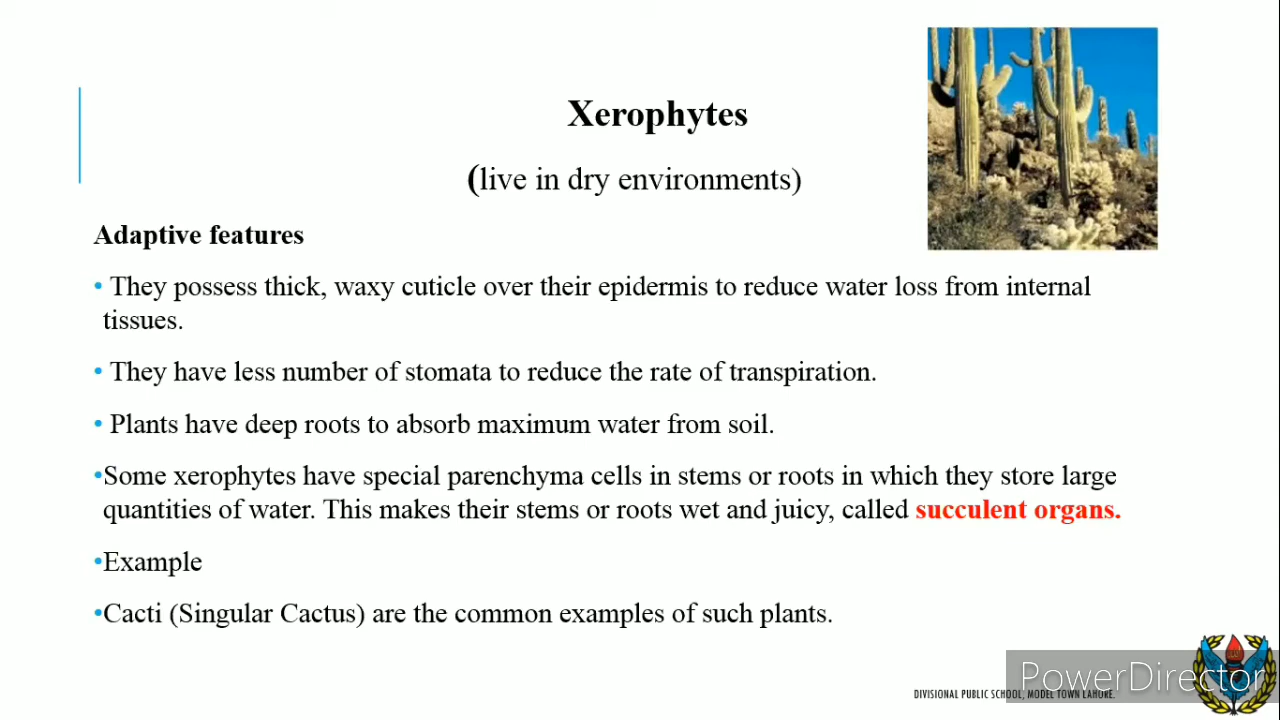 Xerophytes
(live in dry environments)
Adaptive features
• They possess thick, waxy cuticle over their epidermis to reduce water loss from internal
tissues.
• They have less number of stomata to reduce the rate of transpiration.
• Plants have deep roots to absorb maximum water from soil.
•Some xerophytes have special parenchyma cells in stems or roots in which they store large
quantities of water. This makes their stems or roots wet and juicy, called succulent organs.
•Example
•Cacti (Singular Cactus) are the common examples of such plants.
PowerDirector
DIVISIONAL PUBLIC SCHOOL, MODEL TOWN LAHORE.